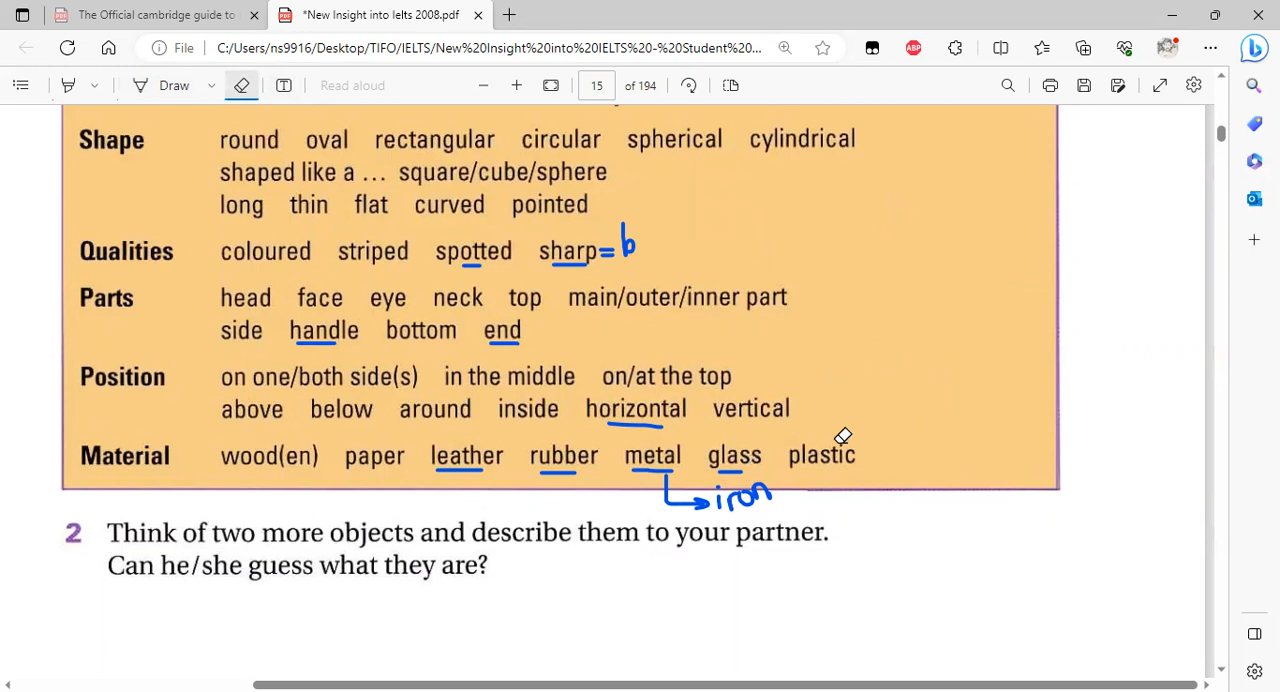 The Official cambridge guide to
*New Insight into Ielts 2008.pdf
File
C:/Users/ns9916/Desktop/TIFO/IELTS/New%20Insight%20into%20IELTS%20-%20Student%20...
ABP
Draw
Read aloud
15
of 194
Shape round oval rectangular circular spherical cylindrical
shaped like a ... square/cube/sphere
long thin flat curved pointed
Qualities coloured striped spotted sharp = b
Parts head face eye neck top main/outer/inner part
side handle bottom end
Position on one/both side(s) in the middle on/at the top
above below around inside horizontal vertical
Material wood(en) paper leather rubber metal glass plastic
iron
2 Think of two more objects and describe them to your partner.
Can he/she guess what they are?